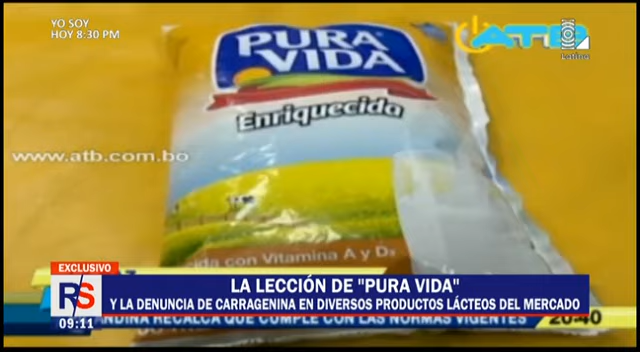 YO SOY
HOY 8:30 PM
ATB
Latina
PURA
VIDA
Enriquecida
www.atb.com.bo
con Vitamina A y D
EXCLUSIVO
LA LECCIÓN DE "PURA VIDA"
RS
Y LA DENUNCIA DE CARRAGENINA EN DIVERSOS PRODUCTOS LÁCTEOS DEL MERCADO
09:11
RECALCA QUE CUMPLE CON LAS NORMAS VIGENTES
20:40